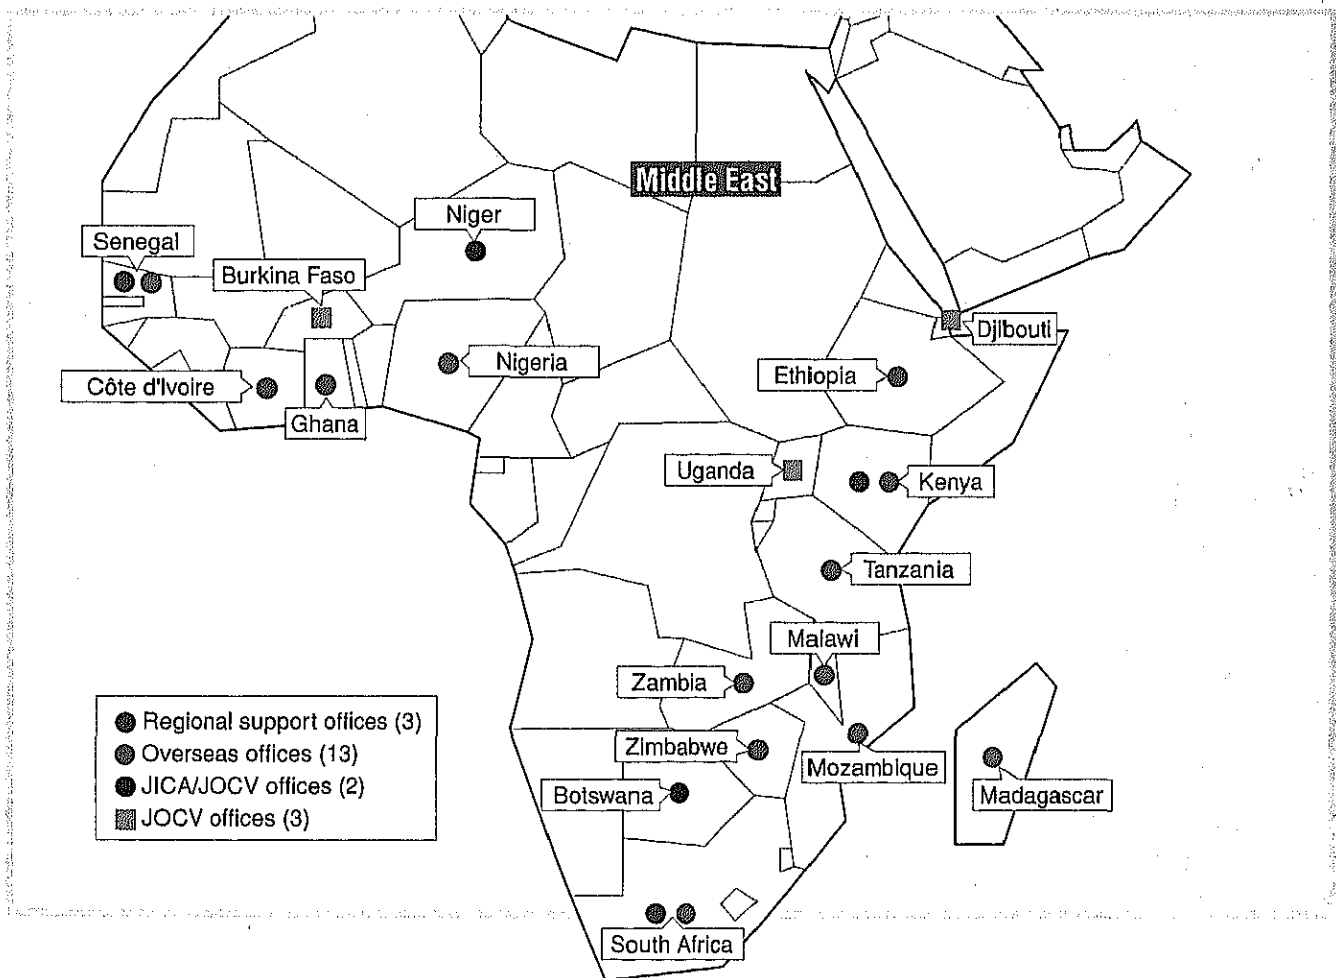 Middle East
Niger
Senegal
Burkina Faso
Djibouti
Nigeria
Ethiopia
Côte d'Ivoire
Ghana
Uganda
Kenya
Tanzania
Malawi
Zambia
Zimbabwe
Mozambique
Botswana
Madagascar
South Africa
Regional support offices (3)
Overseas offices (13)
JICA/JOCV offices (2)
JOCV offices (3)